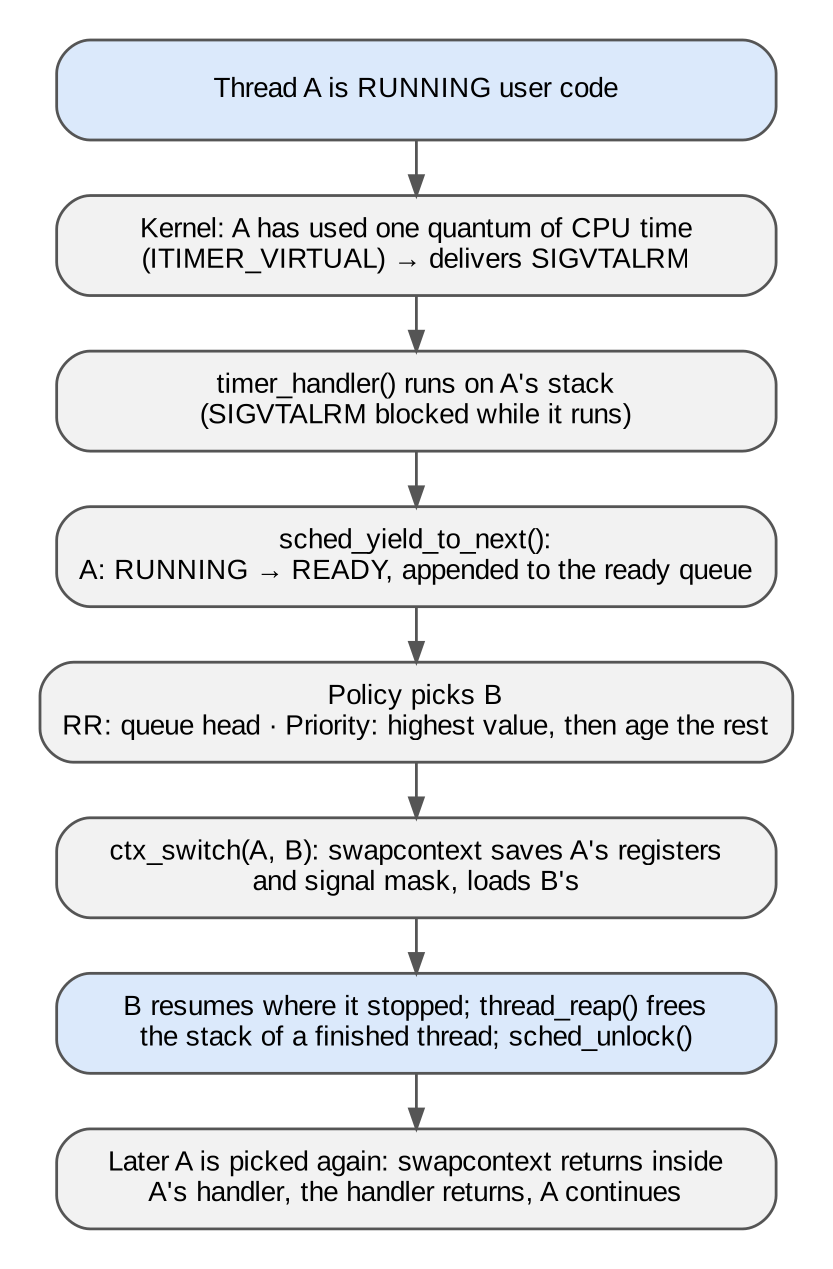 Thread A is RUNNING user code
Kernel: A has used one quantum of CPU time
(ITIMER_VIRTUAL) → delivers SIGVTALRM
timer_handler() runs on A's stack
(SIGVTALRM blocked while it runs)
sched_yield_to_next():
A: RUNNING → READY, appended to the ready queue
Policy picks B
RR: queue head · Priority: highest value, then age the rest
ctx_switch(A, B): swapcontext saves A's registers
and signal mask, loads B's
B resumes where it stopped; thread_reap() frees
the stack of a finished thread; sched_unlock()
Later A is picked again: swapcontext returns inside
A's handler, the handler returns, A continues